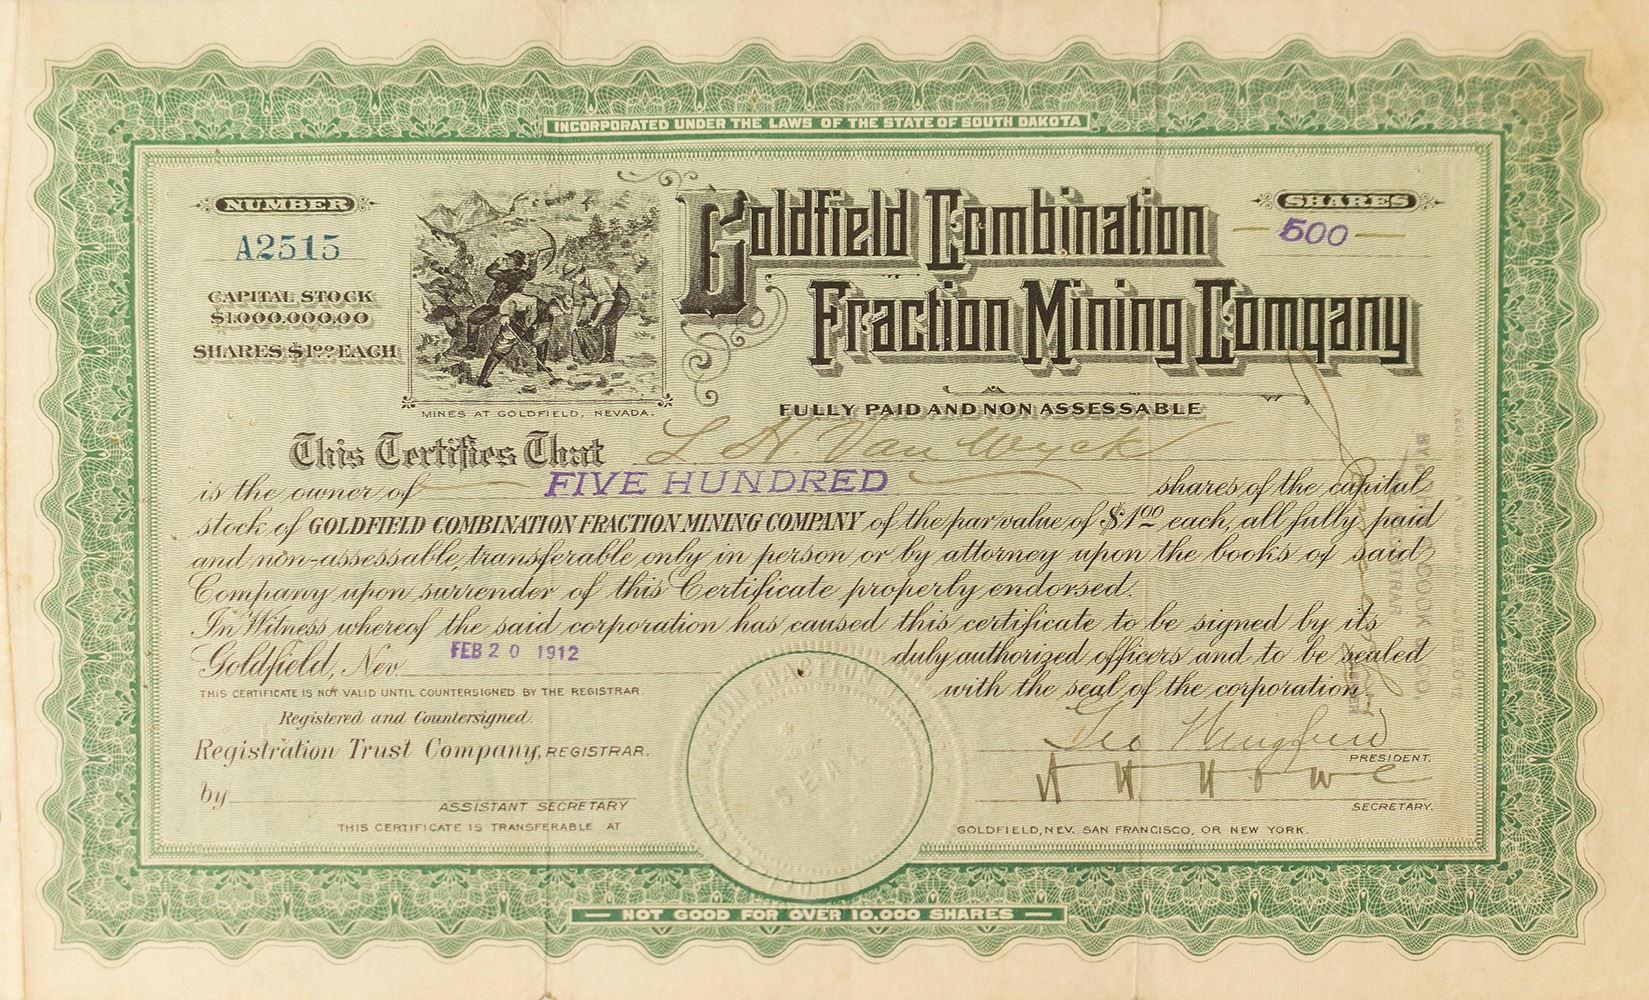 INCORPORATED UNDER THE LAWS OF THE STATE OF SOUTH DAKOTA
NUMBER
A2515
CAPITAL STOCK
$1.000.000.00
SHARES $1.00 EACH
MINES AT GOLDFIELD, NEVADA.
Goldfield Combination
Fraction Mining Company
SHARES
500
FULLY PAID AND NON ASSESSABLE
This Certifies That L H Van Wyck
is the owner of FIVE HUNDRED shares of the capital
stock of GOLDFIELD COMBINATION FRACTION MINING COMPANY of the par value of $1.00 each, all fully paid
and non-assessable, transferable only in person or by attorney upon the books of said
Company upon surrender of this Certificate properly endorsed.
In Witness whereof the said corporation has caused this certificate to be signed by its
Goldfield, Nev. FEB 20 1912 duly authorized officers and to be sealed
with the seal of the corporation.
THIS CERTIFICATE IS NOT VALID UNTIL COUNTERSIGNED BY THE REGISTRAR.
Registered and Countersigned
Registration Trust Company, REGISTRAR.
by
ASSISTANT SECRETARY
THIS CERTIFICATE IS TRANSFERABLE AT
SEAL
Geo Wingfield
PRESIDENT.
A H Howe
SECRETARY.
GOLDFIELD, NEV. SAN FRANCISCO, OR NEW YORK.
COOK
NOT GOOD FOR OVER 10,000 SHARES